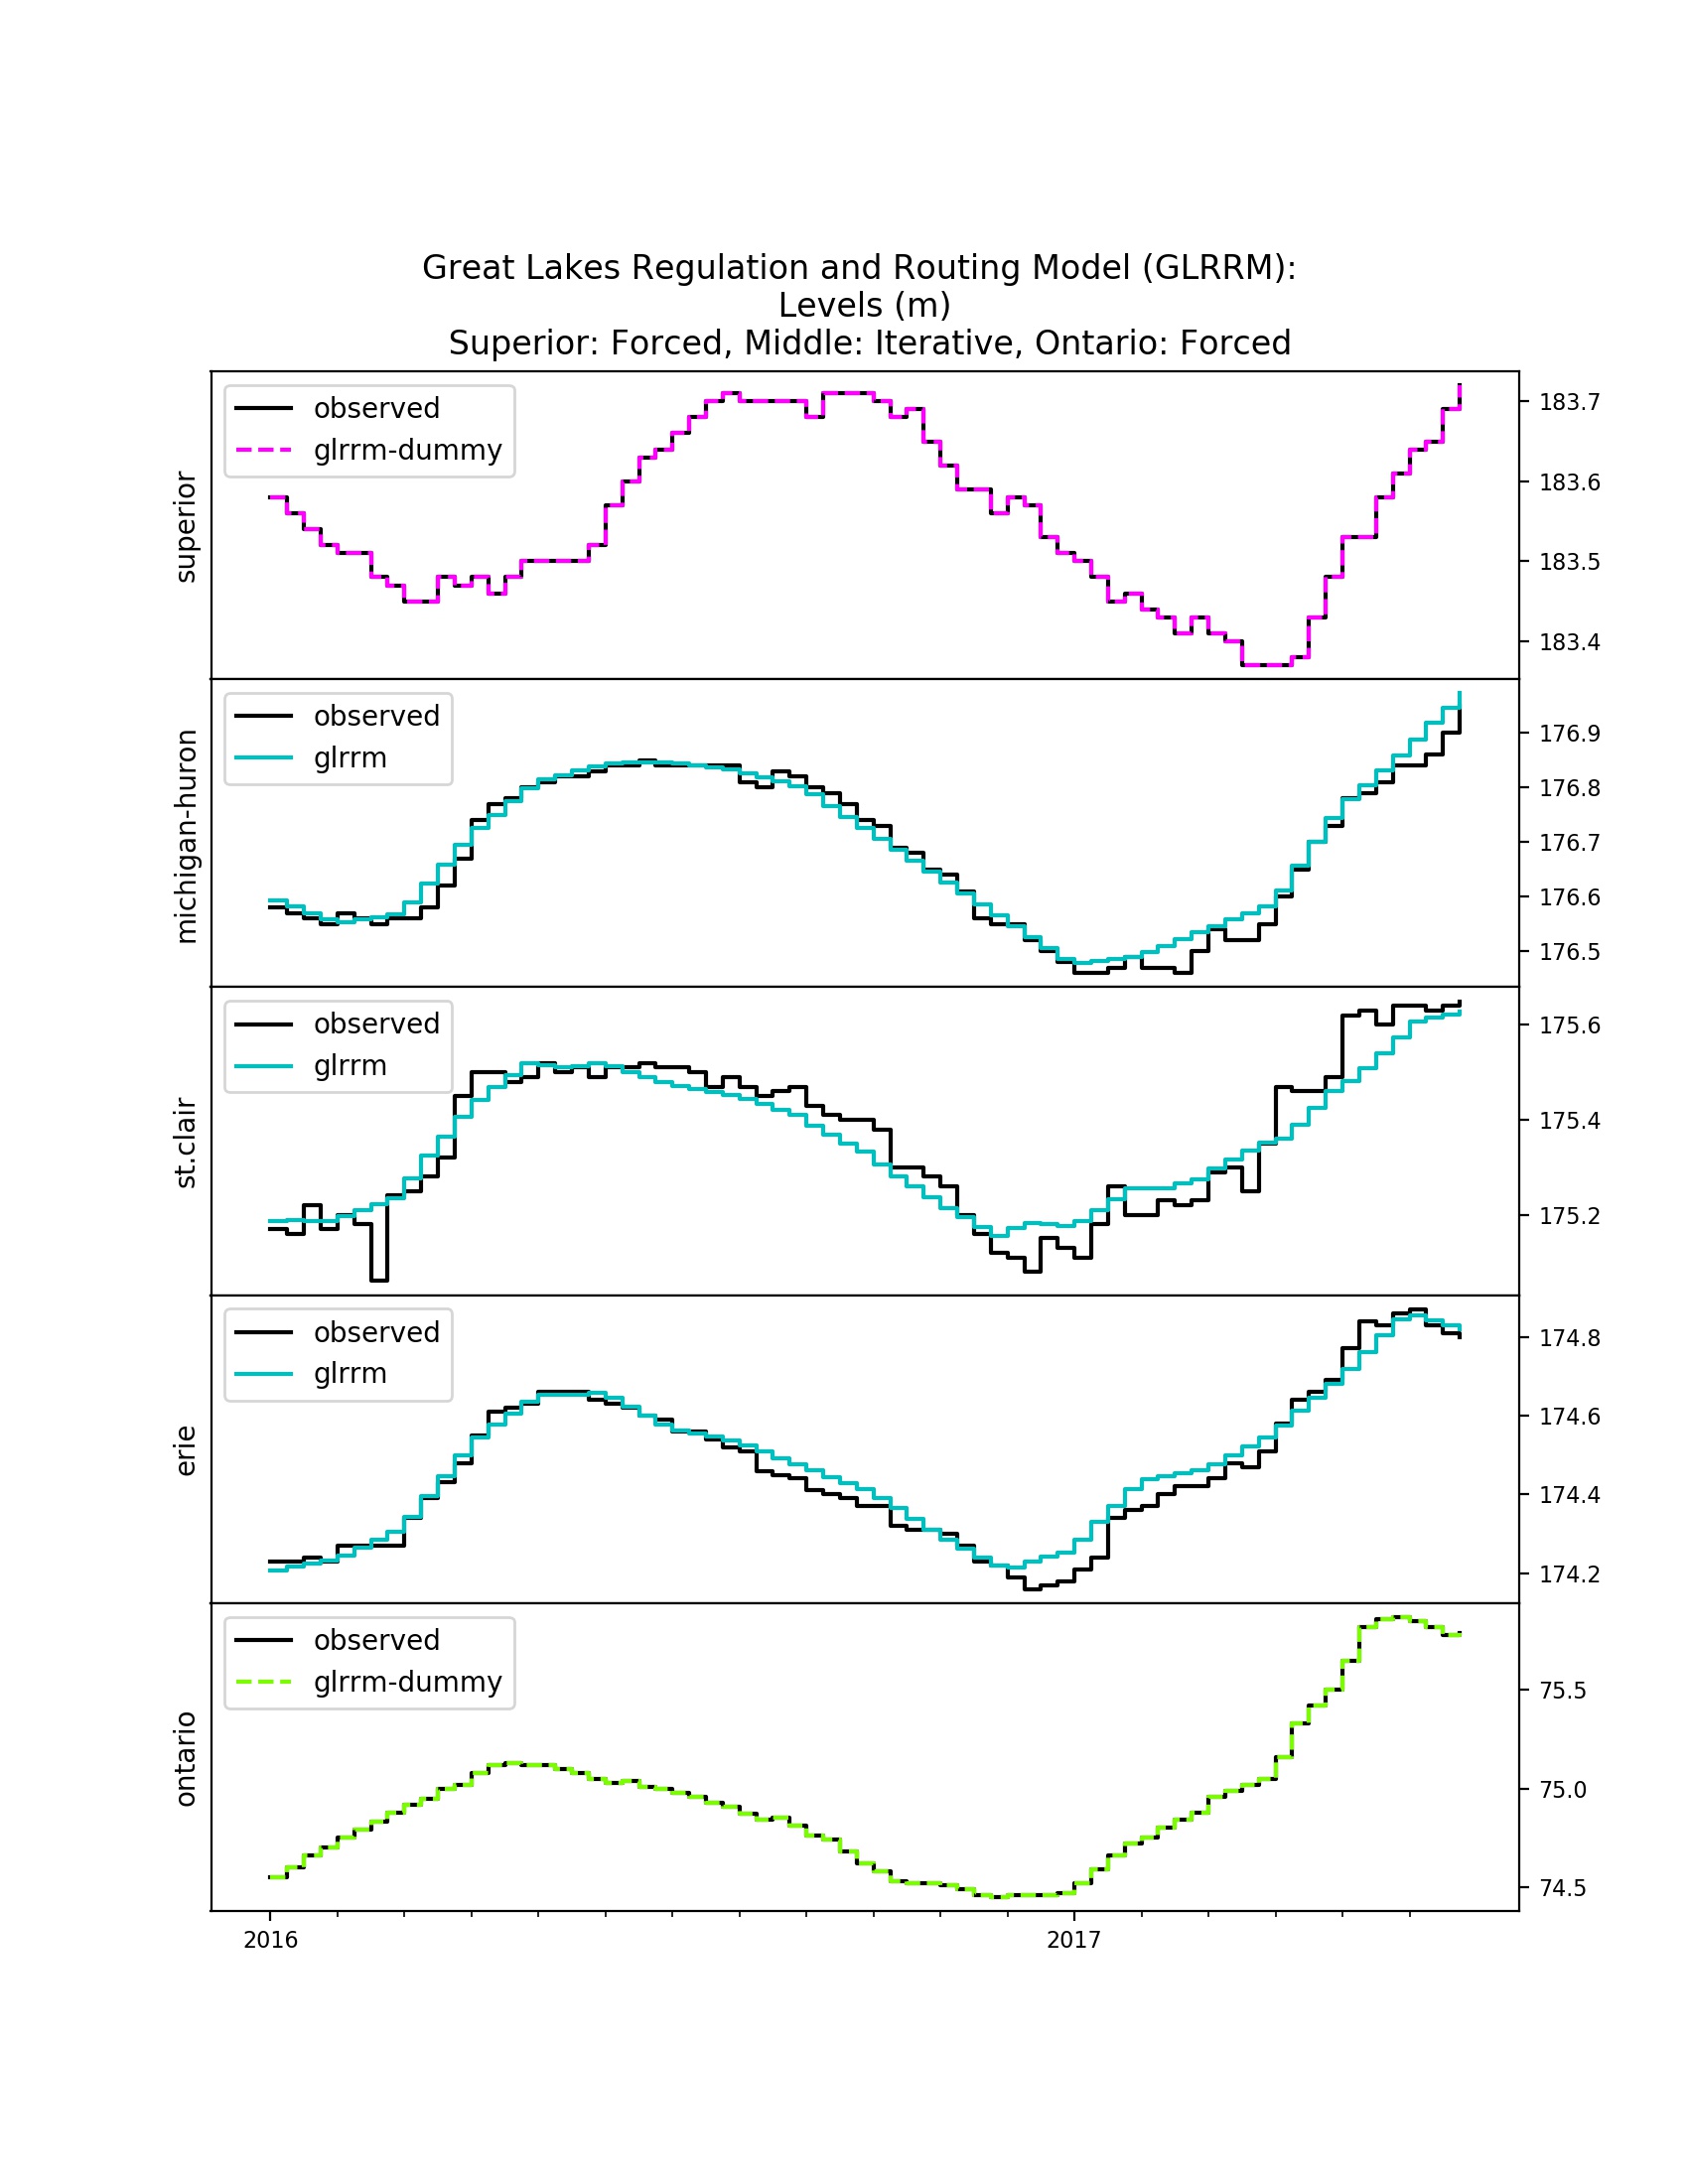 Great Lakes Regulation and Routing Model (GLRRM):
Levels (m)
Superior: Forced, Middle: Iterative, Ontario: Forced
observed
glrrm-dummy
superior
183.7
183.6
183.5
183.4
observed
glrrm
michigan-huron
176.9
176.8
176.7
176.6
176.5
observed
glrrm
st.clair
175.6
175.4
175.2
observed
glrrm
erie
174.8
174.6
174.4
174.2
observed
glrrm-dummy
ontario
75.5
75.0
74.5
2016
2017